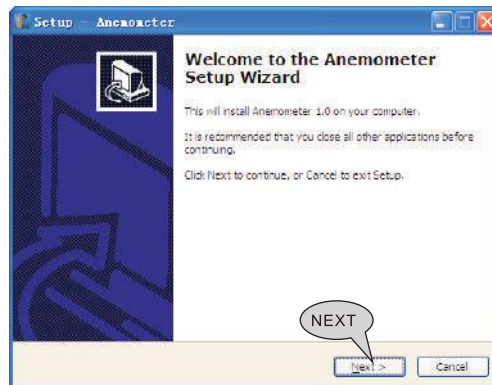 Setup - Anemometer
Welcome to the Anemometer
Setup Wizard
This will install Anemometer 1.0 on your computer.
It is recommended that you close all other applications before
continuing.
Click Next to continue, or Cancel to exit Setup.
NEXT
Next >
Cancel